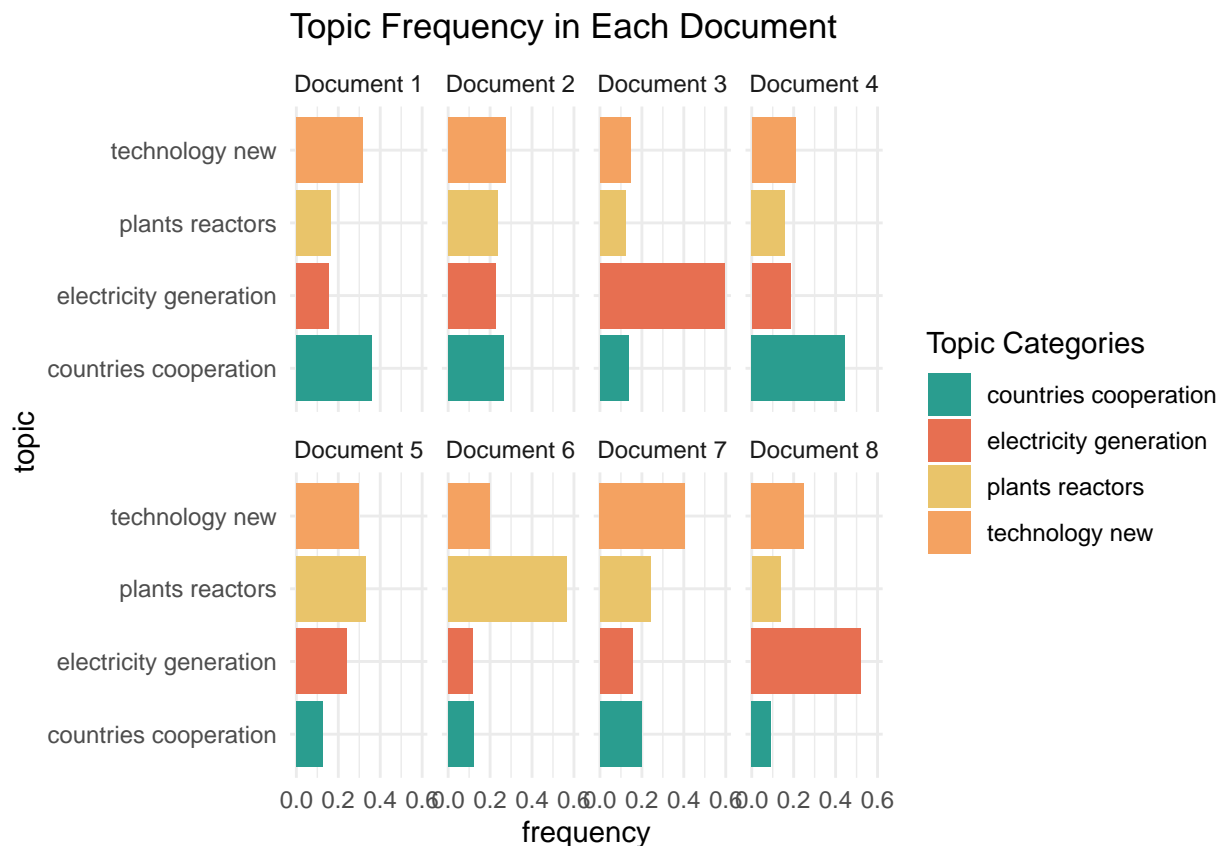 Topic Frequency in Each Document
Document 1 Document 2 Document 3 Document 4
technology new
plants reactors
electricity generation
countries cooperation
Document 5 Document 6 Document 7 Document 8
technology new
plants reactors
electricity generation
countries cooperation
0.0 0.2 0.4 0.6 0.0 0.2 0.4 0.6 0.0 0.2 0.4 0.6 0.0 0.2 0.4 0.6
frequency
topic
Topic Categories
countries cooperation
electricity generation
plants reactors
technology new